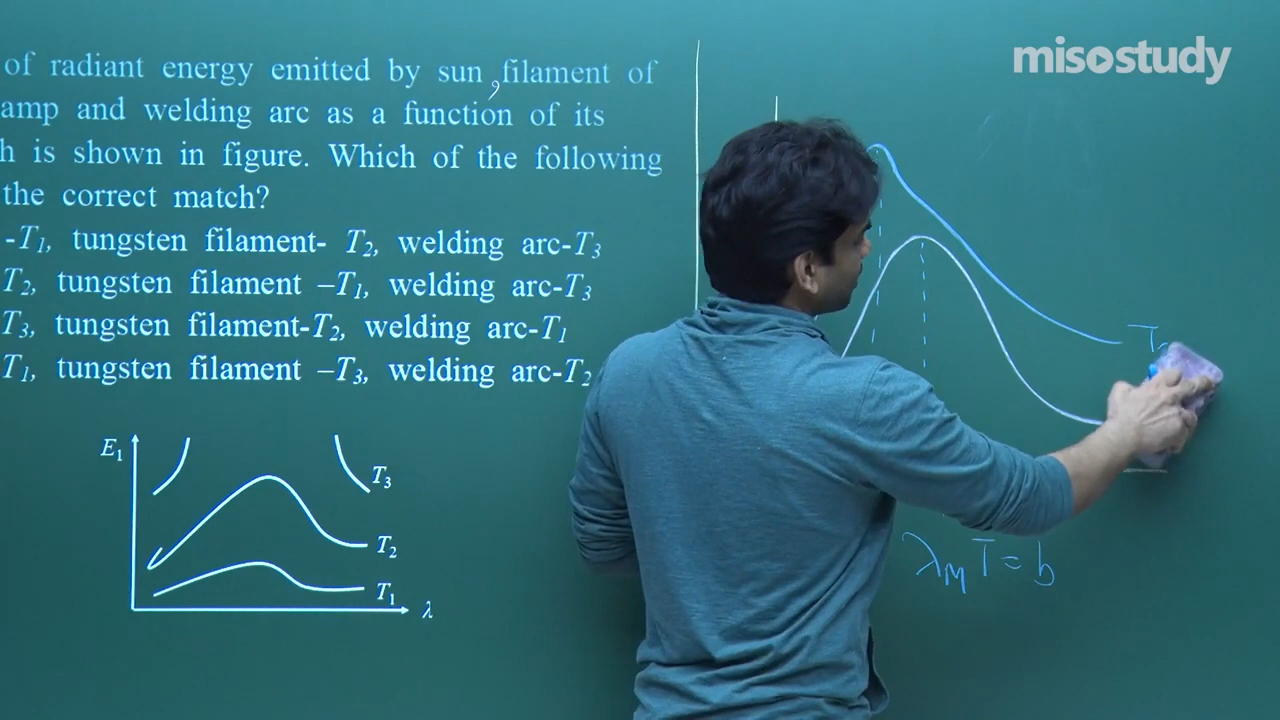 misostudy
of radiant energy emitted by sun, filament of
amp and welding arc as a function of its
h is shown in figure. Which of the following
the correct match?
-T1, tungsten filament- T2, welding arc-T3
T2, tungsten filament –T1, welding arc-T3
T3, tungsten filament-T2, welding arc-T1
T1, tungsten filament –T3, welding arc-T2
E1
T3
T2
T1
λ
λM T = b